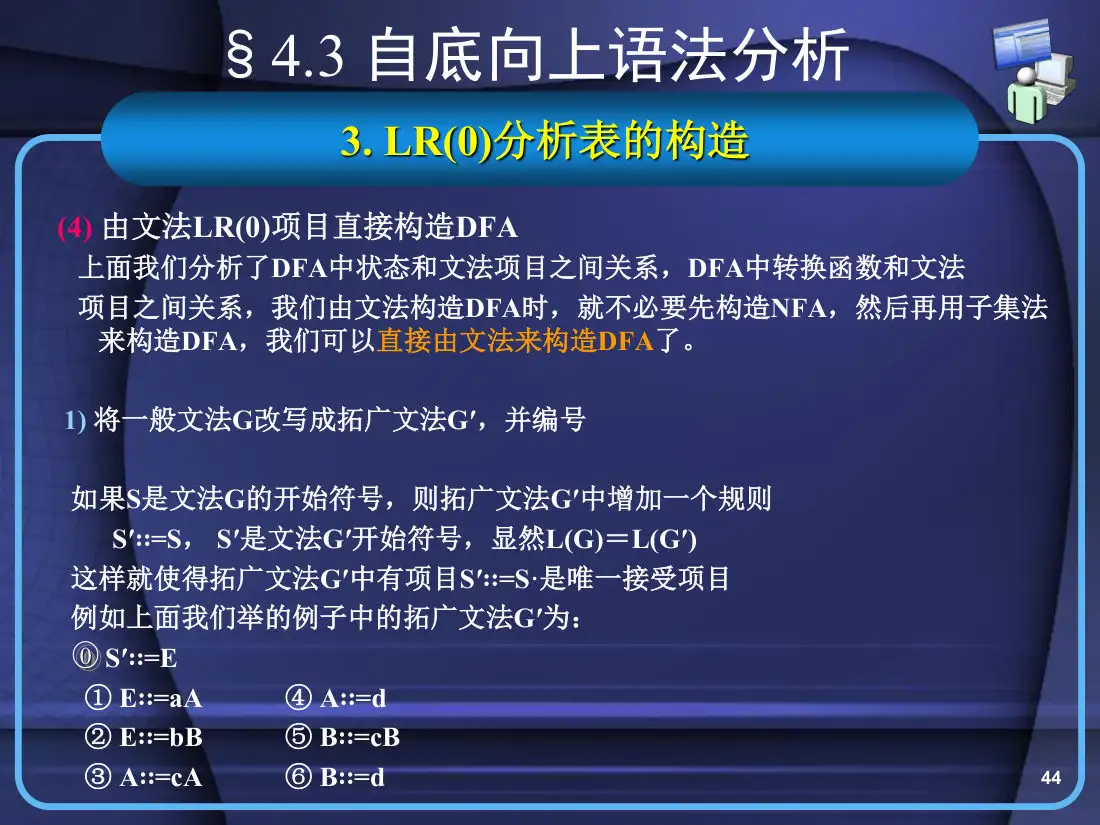 §4.3 自底向上语法分析
3. LR(0)分析表的构造
(4) 由文法LR(0)项目直接构造DFA
上面我们分析了DFA中状态和文法项目之间关系，DFA中转换函数和文法
项目之间关系，我们由文法构造DFA时，就不必要先构造NFA，然后再用子集法
来构造DFA，我们可以直接由文法来构造DFA了。
1) 将一般文法G改写成拓广文法G′，并编号
如果S是文法G的开始符号，则拓广文法G′中增加一个规则
S′::=S， S′是文法G′开始符号，显然L(G)＝L(G′)
这样就使得拓广文法G′中有项目S′::=S·是唯一接受项目
例如上面我们举的例子中的拓广文法G′为：
⓪ S′::=E
① E::=aA ④ A::=d
② E::=bB ⑤ B::=cB
③ A::=cA ⑥ B::=d
44